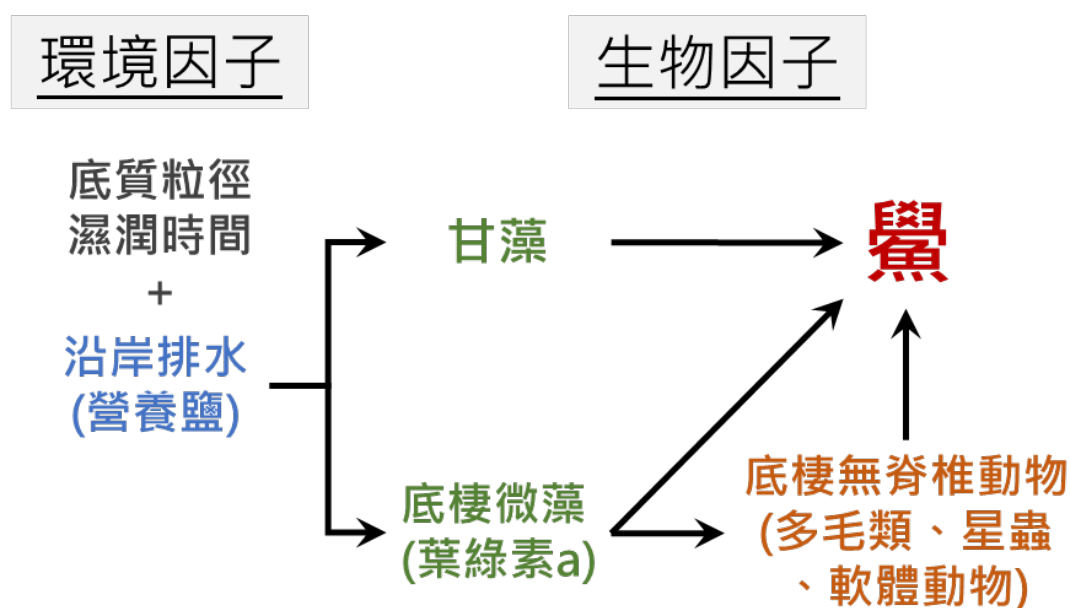 環境因子
生物因子
底質粒徑
濕潤時間
+
沿岸排水
(營養鹽)
甘藻
鱟
底棲微藻
(葉綠素a)
底棲無脊椎動物
(多毛類、星蟲
、軟體動物)